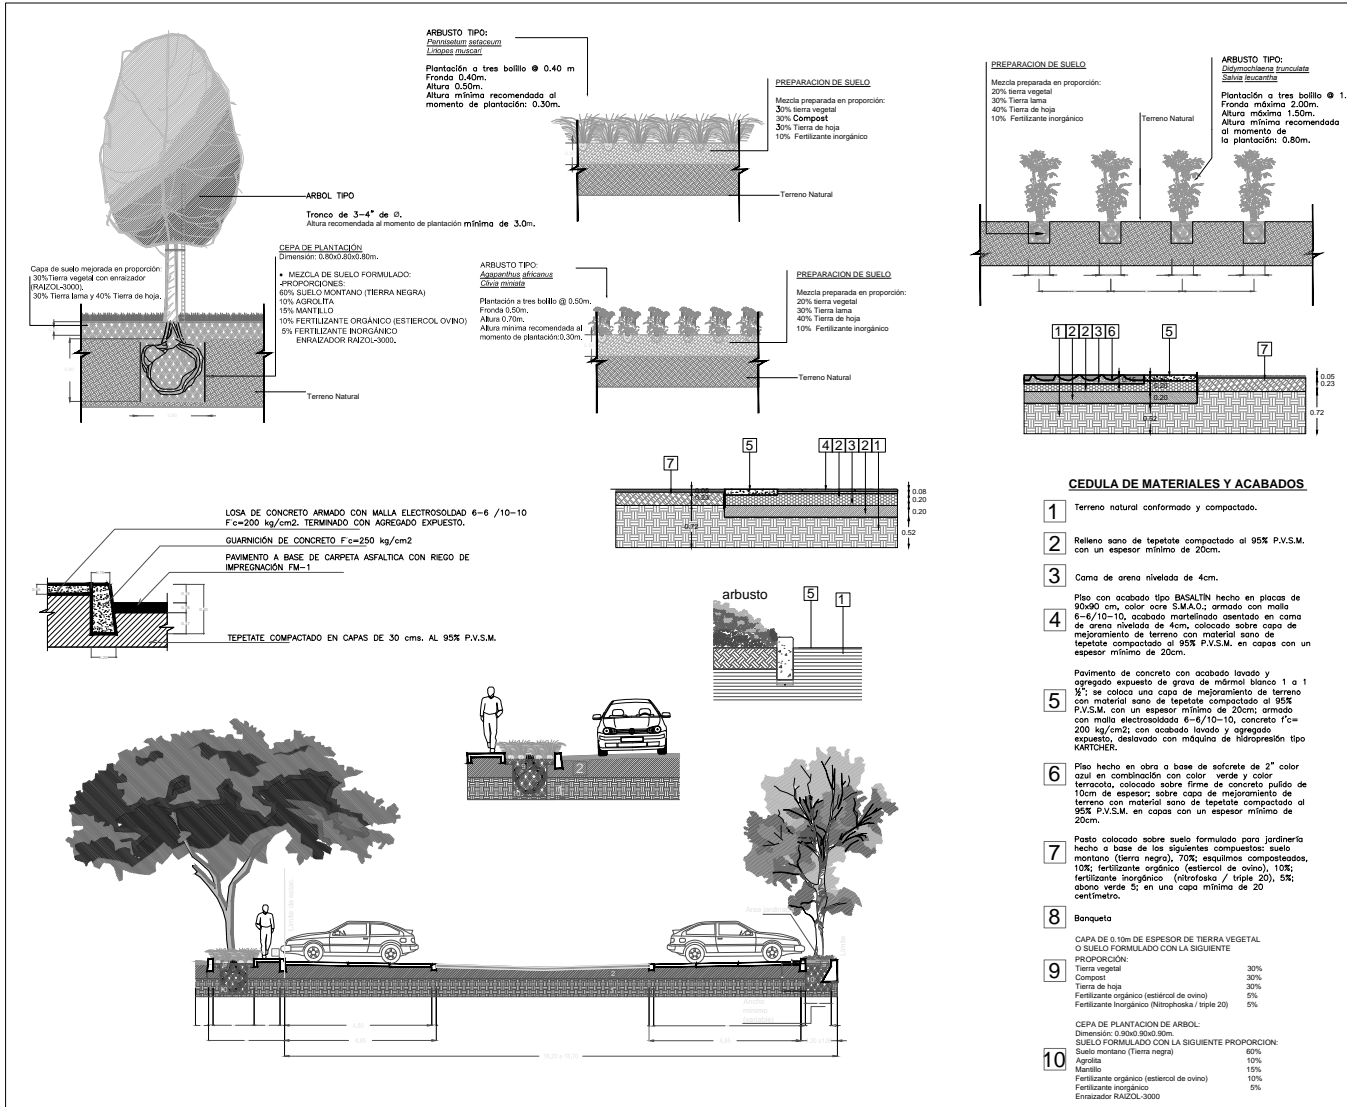 ARBUSTO TIPO:
Pennisetum setaceum
Liriopes muscari
Plantación a tres bolillo @ 0.40 m
Fronda 0.40m.
Altura 0.50m.
Altura mínima recomendada al
momento de plantación: 0.30m.
PREPARACION DE SUELO
Mezcla preparada en proporción:
30% tierra vegetal
30% Compost
30% Tierra de hoja
10% Fertilizante inorgánico
Terreno Natural
PREPARACION DE SUELO
Mezcla preparada en proporción:
20% tierra vegetal
30% Tierra lama
40% Tierra de hoja
10% Fertilizante inorgánico
Terreno Natural
ARBUSTO TIPO:
Didymochlaena trunculata
Salvia leucantha
Plantación a tres bolillo @ 1.
Fronda máxima 2.00m.
Altura máxima 1.50m.
Altura mínima recomendada
al momento de
la plantación: 0.80m.
ARBOL TIPO
Tronco de 3-4" de Ø.
Altura recomendada al momento de plantación mínima de 3.0m.
CEPA DE PLANTACIÓN
Dimensión: 0.80x0.80x0.80m.
• MEZCLA DE SUELO FORMULADO:
-PROPORCIONES:
60% SUELO MONTANO (TIERRA NEGRA)
10% AGROLITA
15% MANTILLO
10% FERTILIZANTE ORGÁNICO (ESTIERCOL OVINO)
5% FERTILIZANTE INORGÁNICO
ENRAIZADOR RAIZOL-3000.
Capa de suelo mejorada en proporción:
30%Tierra vegetal con enraizador
(RAIZOL-3000).
30% Tierra lama y 40% Tierra de hoja.
Terreno Natural
ARBUSTO TIPO:
Agapanthus africanus
Clivia miniata
Plantación a tres bolillo @ 0.50m.
Fronda 0.50m.
Altura 0.70m.
Altura mínima recomendada al
momento de plantación:0.30m.
PREPARACION DE SUELO
Mezcla preparada en proporción:
20% tierra vegetal
30% Tierra lama
40% Tierra de hoja
10% Fertilizante inorgánico
Terreno Natural
1 2 2 3 6 5 7
0.05
0.23
0.20
0.72
0.52
7 5 4 2 3 2 1
0.08
0.23
0.20
0.20
0.72
0.52
LOSA DE CONCRETO ARMADO CON MALLA ELECTROSOLDAD 6-6 /10-10
F'c=200 kg/cm2. TERMINADO CON AGREGADO EXPUESTO.
GUARNICIÓN DE CONCRETO F'c=250 kg/cm2
PAVIMENTO A BASE DE CARPETA ASFALTICA CON RIEGO DE
IMPREGNACIÓN FM-1
TEPETATE COMPACTADO EN CAPAS DE 30 cms. AL 95% P.V.S.M.
arbusto
5 1
2
1
2
CEDULA DE MATERIALES Y ACABADOS
1 Terreno natural conformado y compactado.
2 Relleno sano de tepetate compactado al 95% P.V.S.M.
con un espesor mínimo de 20cm.
3 Cama de arena nivelada de 4cm.
4 Piso con acabado tipo BASALTÍN hecho en placas de
90x90 cm, color ocre S.M.A.O.; armado con malla
6-6/10-10, acabado martelinado asentado en cama
de arena nivelada de 4cm, colocado sobre capa de
mejoramiento de terreno con material sano de
tepetate compactado al 95% P.V.S.M. en capas con un
espesor mínimo de 20cm.
5 Pavimento de concreto con acabado lavado y
agregado expuesto de grava de mármol blanco 1 a 1
½"; se coloca una capa de mejoramiento de terreno
con material sano de tepetate compactado al 95%
P.V.S.M. con un espesor mínimo de 20cm; armado
con malla electrosoldada 6-6/10-10, concreto f'c=
200 kg/cm2; con acabado lavado y agregado
expuesto, deslavado con máquina de hidropresión tipo
KARTCHER.
6 Piso hecho en obra a base de sofcrete de 2" color
azul en combinación con color verde y color
terracota, colocado sobre firme de concreto pulido de
10cm de espesor; sobre capa de mejoramiento de
terreno con material sano de tepetate compactado al
95% P.V.S.M. en capas con un espesor mínimo de
20cm.
7 Pasto colocado sobre suelo formulado para jardinería
hecho a base de los siguientes compuestos: suelo
montano (tierra negra), 70%; esquilmos composteados,
10%; fertilizante orgánico (estiercol de ovino), 10%;
fertilizante inorgánico (nitrofoska / triple 20), 5%;
abono verde 5; en una capa mínima de 20
centímetro.
8 Banqueta
9 CAPA DE 0.10m DE ESPESOR DE TIERRA VEGETAL
O SUELO FORMULADO CON LA SIGUIENTE
PROPORCIÓN:
Tierra vegetal 30%
Compost 30%
Tierra de hoja 30%
Fertilizante orgánico (estiércol de ovino) 5%
Fertilizante Inorgánico (Nitrophoska / triple 20) 5%
10 CEPA DE PLANTACION DE ARBOL:
Dimensión: 0.90x0.90x0.90m.
SUELO FORMULADO CON LA SIGUIENTE PROPORCION:
Suelo montano (Tierra negra) 60%
Agrolita 10%
Mantillo 15%
Fertilizante orgánico (estiercol de ovino) 10%
Fertilizante inorgánico 5%
Enraizador RAIZOL-3000